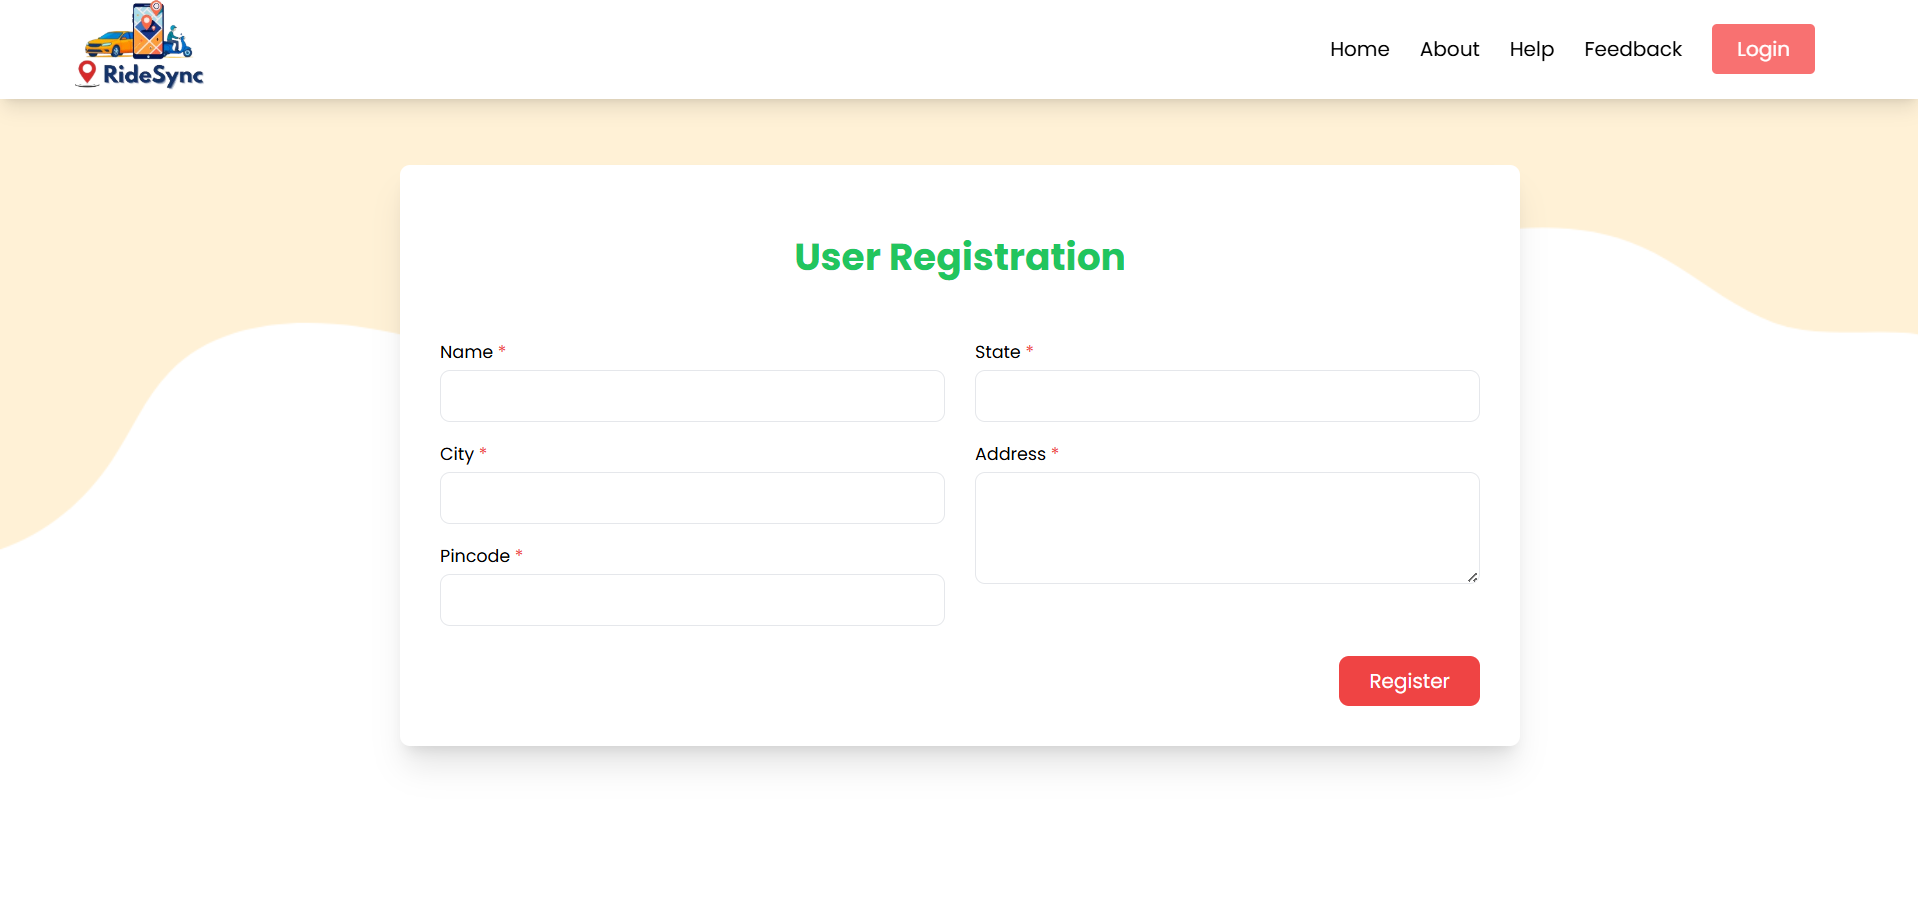 RideSync
Home About Help Feedback Login
User Registration
Name *
State *
City *
Address *
Pincode *
Register